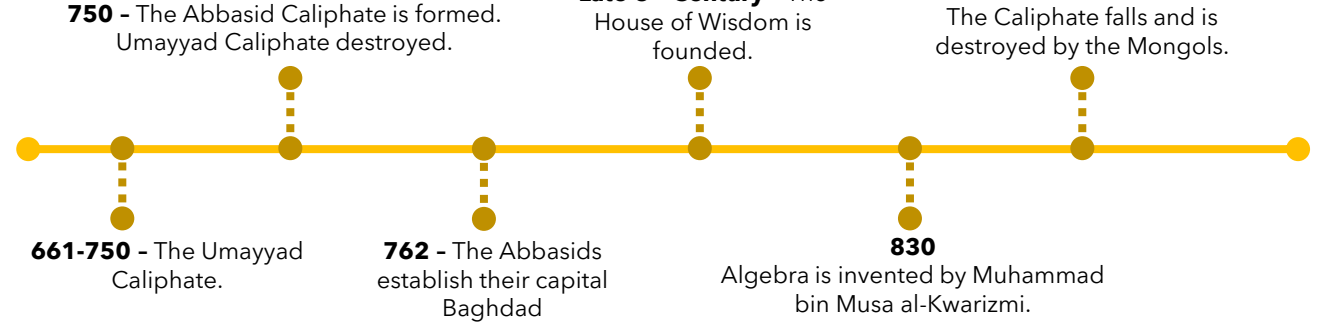 750 – The Abbasid Caliphate is formed.
Umayyad Caliphate destroyed.
House of Wisdom is
founded.
The Caliphate falls and is
destroyed by the Mongols.
661-750 – The Umayyad
Caliphate.
762 – The Abbasids
establish their capital
Baghdad
830
Algebra is invented by Muhammad
bin Musa al-Kwarizmi.